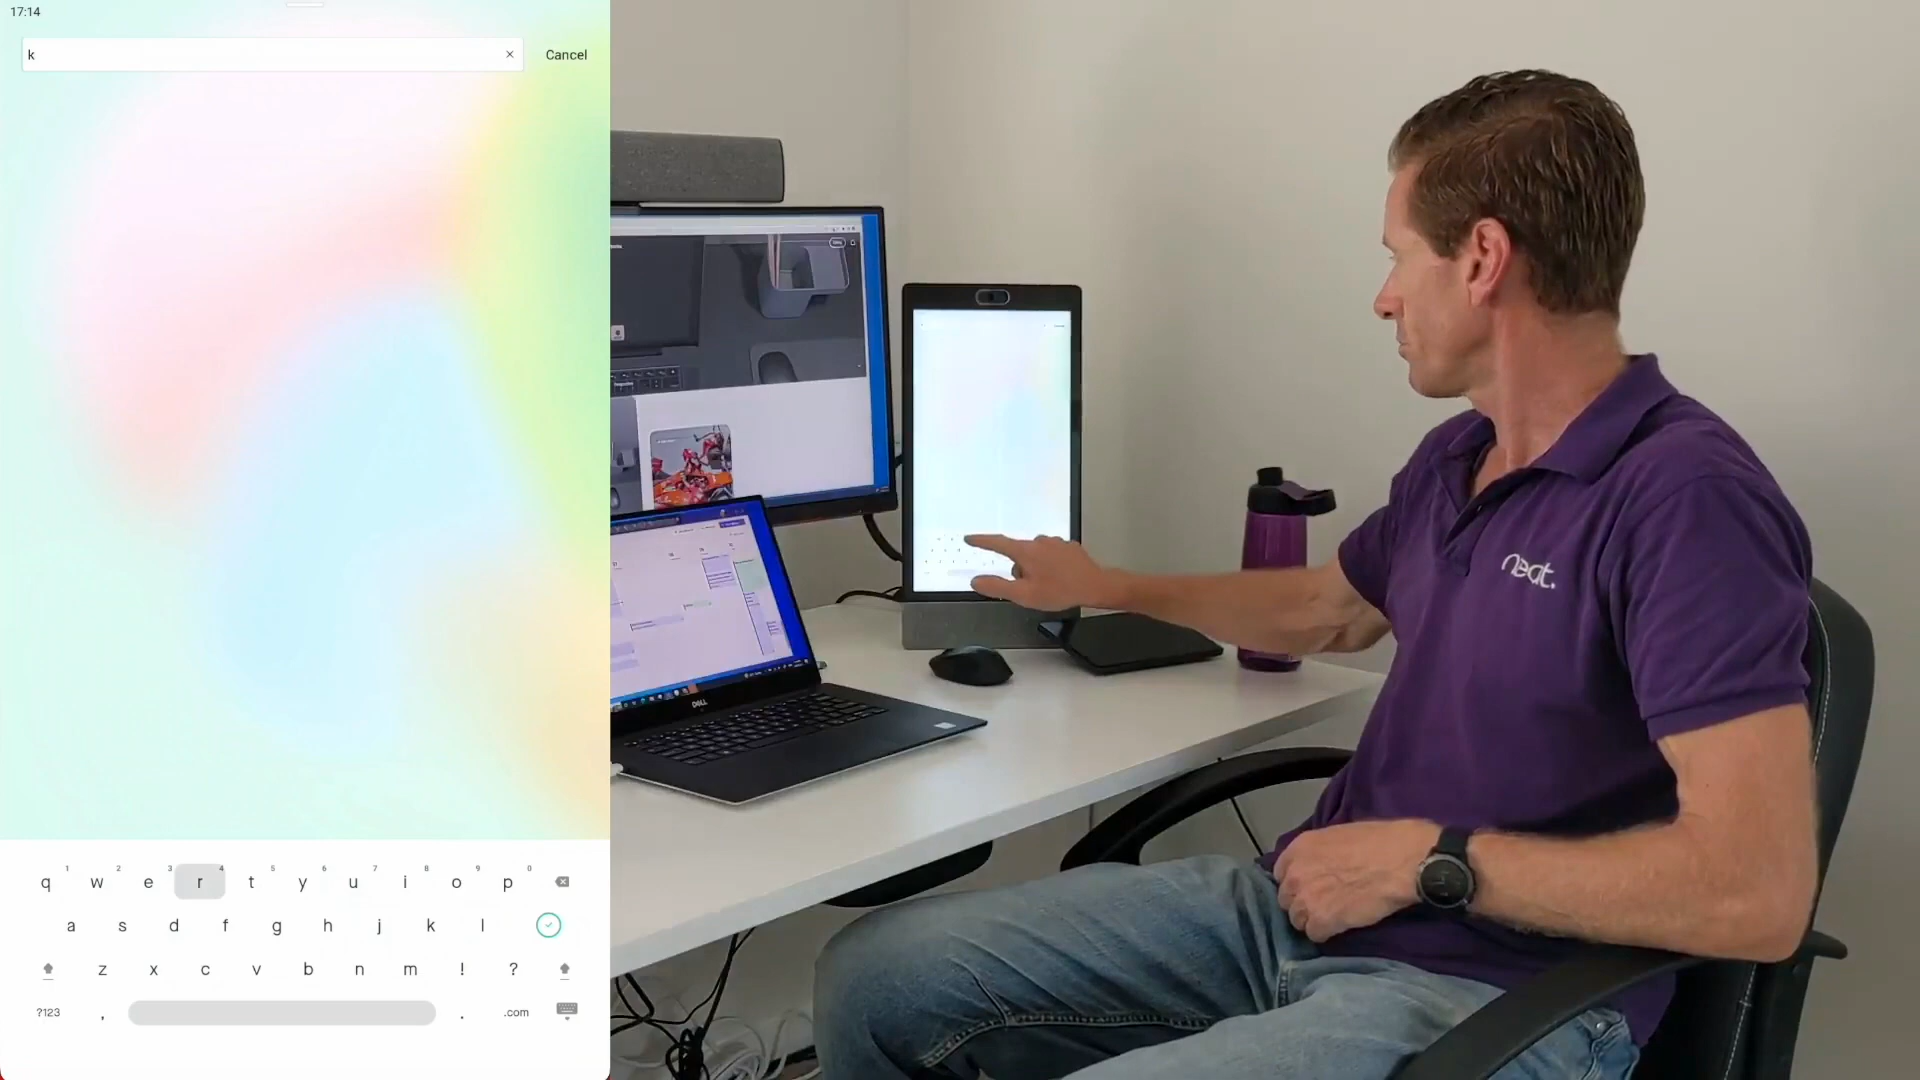 17:14
k
Cancel
1 2 3 4 5 6 7 8 9 0
q w e r t y u i o p
a s d f g h j k l
z x c v b n m ! ?
?123 , . .com
DELL
neat.